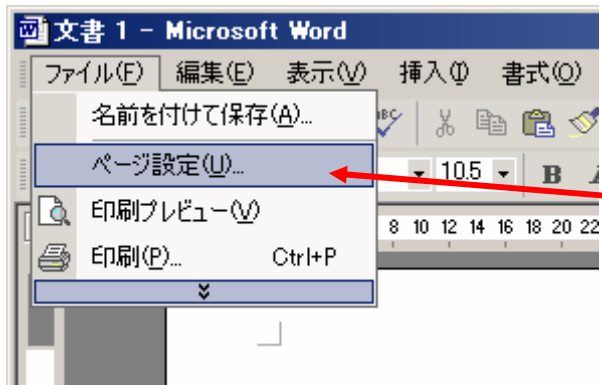 文書 1 - Microsoft Word
ファイル(F) 編集(E) 表示(V) 挿入(I) 書式(O)
名前を付けて保存(A)...
ABC
ページ設定(U)...
10.5 B
印刷プレビュー(V)
8 10 12 14 16 18 20 22
印刷(P)... Ctrl+P